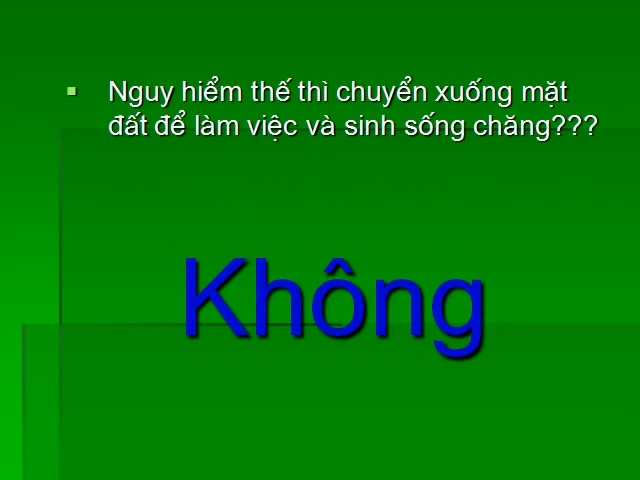 Nguy hiểm thế thì chuyển xuống mặt
đất để làm việc và sinh sống chăng???
Không